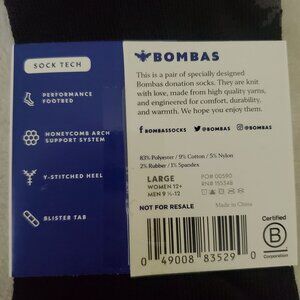 SOCK TECH
PERFORMANCE
FOOTBED
HONEYCOMB ARCH
SUPPORT SYSTEM
Y-STITCHED HEEL
BLISTER TAB
BOMBAS
This is a pair of specially designed
Bombas donation socks. They are knit
with love, made from high quality yarns,
and engineered for comfort, durability,
and warmth. We hope you enjoy them.
BOMBASSOCKS @BOMBAS @BOMBAS
83% Polyester / 9% Cotton / 5% Nylon
2% Rubber / 1% Spandex
LARGE
WOMEN 12+
MEN 9 ½-12
PO# 00590
RN# 155348
NOT FOR RESALE
Made in China
0 49008 83529 0
Certified
B
Corporation